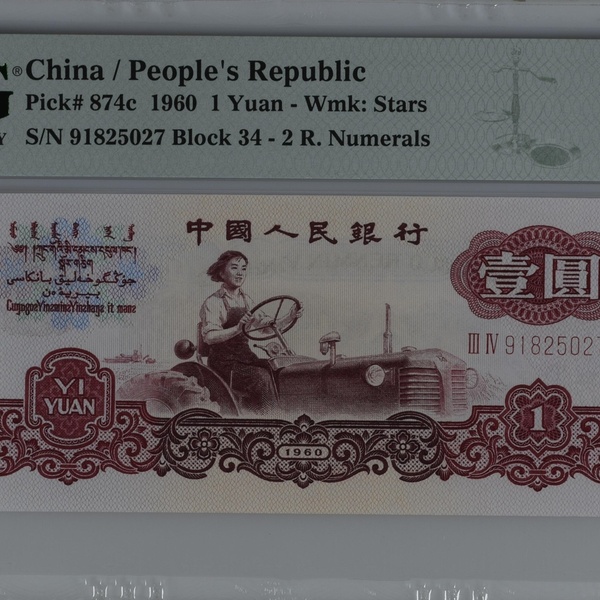 ® China / People's Republic
Pick# 874c 1960 1 Yuan - Wmk: Stars
S/N 91825027 Block 34 - 2 R. Numerals
中國人民銀行
壹圓
III IV 9182502
YI
YUAN
1
1960